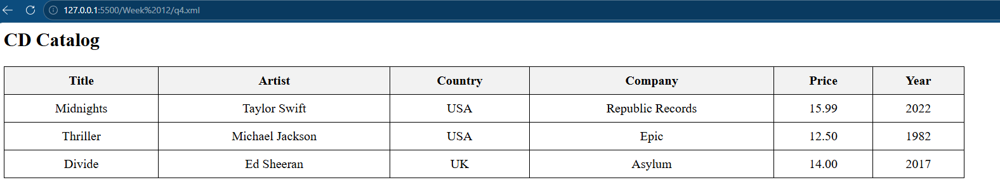 127.0.0.1:5500/Week%2012/q4.xml
CD Catalog
Title Artist Country Company Price Year
Midnights Taylor Swift USA Republic Records 15.99 2022
Thriller Michael Jackson USA Epic 12.50 1982
Divide Ed Sheeran UK Asylum 14.00 2017